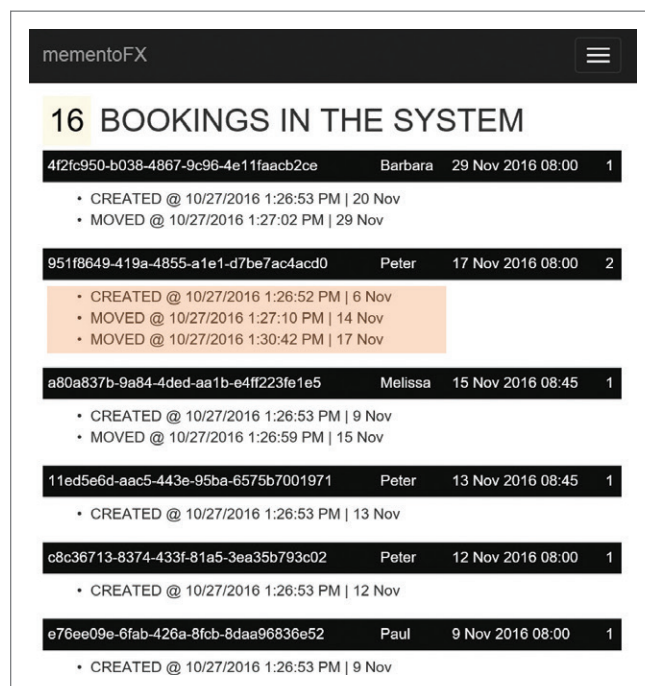 mementoFX
16 BOOKINGS IN THE SYSTEM
4f2fc950-b038-4867-9c96-4e11faacb2ce Barbara 29 Nov 2016 08:00 1
• CREATED @ 10/27/2016 1:26:53 PM | 20 Nov
• MOVED @ 10/27/2016 1:27:02 PM | 29 Nov
951f8649-419a-4855-a1e1-d7be7ac4acd0 Peter 17 Nov 2016 08:00 2
• CREATED @ 10/27/2016 1:26:52 PM | 6 Nov
• MOVED @ 10/27/2016 1:27:10 PM | 14 Nov
• MOVED @ 10/27/2016 1:30:42 PM | 17 Nov
a80a837b-9a84-4ded-aa1b-e4ff223fe1e5 Melissa 15 Nov 2016 08:45 1
• CREATED @ 10/27/2016 1:26:53 PM | 9 Nov
• MOVED @ 10/27/2016 1:26:59 PM | 15 Nov
11ed5e6d-aac5-443e-95ba-6575b7001971 Peter 13 Nov 2016 08:45 1
• CREATED @ 10/27/2016 1:26:53 PM | 13 Nov
c8c36713-8374-433f-81a5-3ea35b793c02 Peter 12 Nov 2016 08:00 1
• CREATED @ 10/27/2016 1:26:53 PM | 12 Nov
e76ee09e-6fab-426a-8fcb-8daa96836e52 Paul 9 Nov 2016 08:00 1
• CREATED @ 10/27/2016 1:26:53 PM | 9 Nov